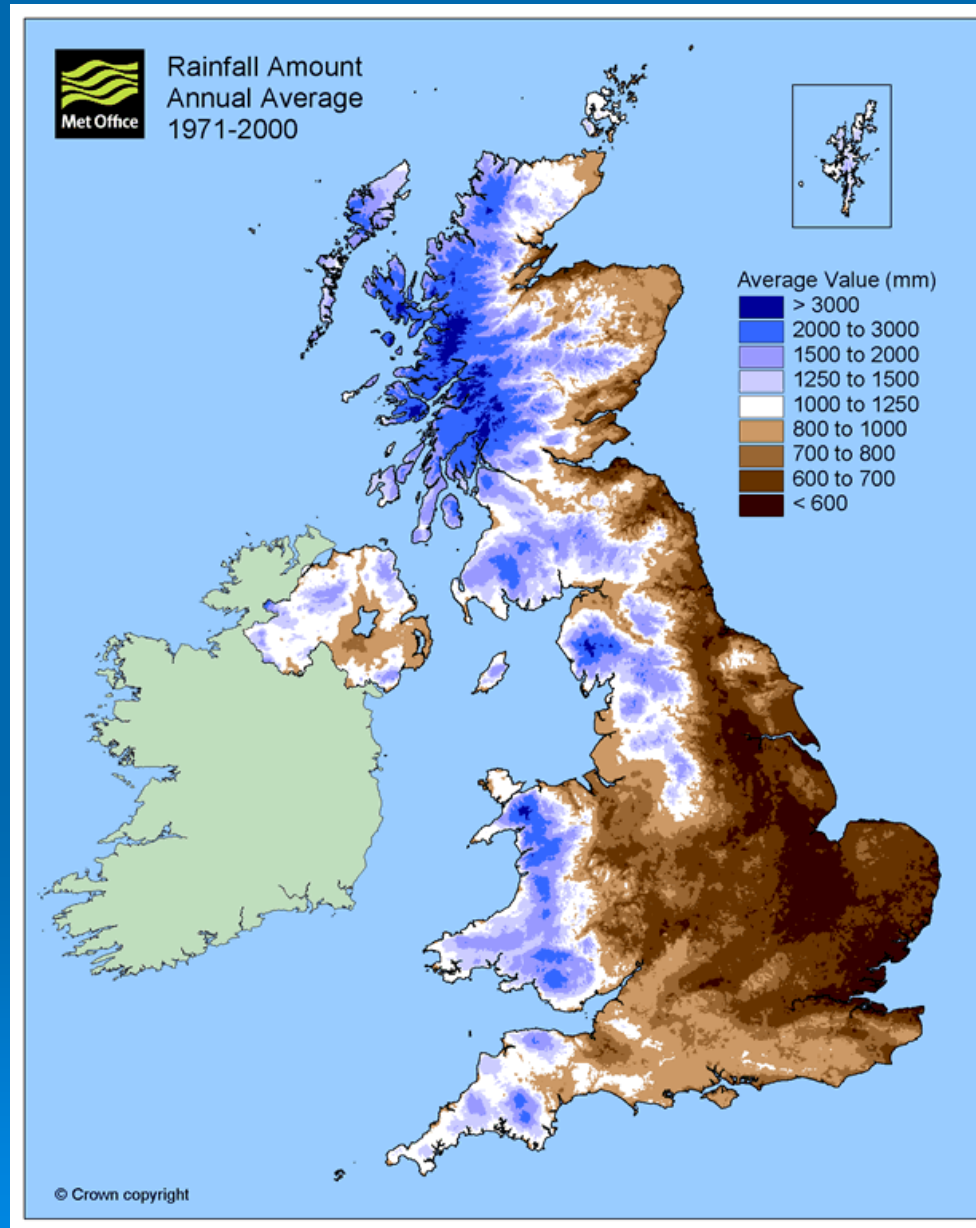 Met Office
Rainfall Amount
Annual Average
1971-2000
Average Value (mm)
> 3000
2000 to 3000
1500 to 2000
1250 to 1500
1000 to 1250
800 to 1000
700 to 800
600 to 700
< 600
© Crown copyright